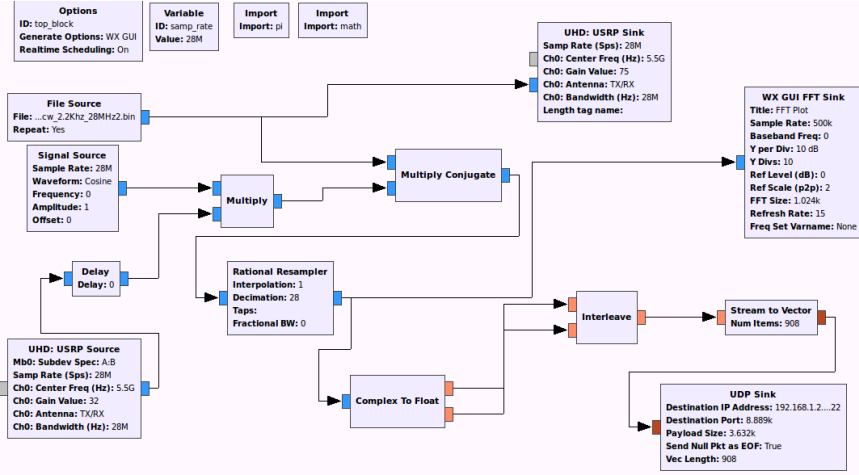 Options
ID: top_block
Generate Options: WX GUI
Realtime Scheduling: On
Variable
ID: samp_rate
Value: 28M
Import
Import: pi
Import
Import: math
UHD: USRP Sink
Samp Rate (Sps): 28M
Ch0: Center Freq (Hz): 5.5G
Ch0: Gain Value: 75
Ch0: Antenna: TX/RX
Ch0: Bandwidth (Hz): 28M
Length tag name:
File Source
File: ...cw_2.2Khz_28MHz2.bin
Repeat: Yes
WX GUI FFT Sink
Title: FFT Plot
Sample Rate: 500k
Baseband Freq: 0
Y per Div: 10 dB
Y Divs: 10
Ref Level (dB): 0
Ref Scale (p2p): 2
FFT Size: 1.024k
Refresh Rate: 15
Freq Set Varname: None
Signal Source
Sample Rate: 28M
Waveform: Cosine
Frequency: 0
Amplitude: 1
Offset: 0
Multiply
Multiply Conjugate
Delay
Delay: 0
Rational Resampler
Interpolation: 1
Decimation: 28
Taps:
Fractional BW: 0
Interleave
Stream to Vector
Num Items: 908
UHD: USRP Source
Mb0: Subdev Spec: A:B
Samp Rate (Sps): 28M
Ch0: Center Freq (Hz): 5.5G
Ch0: Gain Value: 32
Ch0: Antenna: TX/RX
Ch0: Bandwidth (Hz): 28M
Complex To Float
UDP Sink
Destination IP Address: 192.168.1.2....22
Destination Port: 8.889k
Payload Size: 3.632k
Send Null Pkt as EOF: True
Vec Length: 908